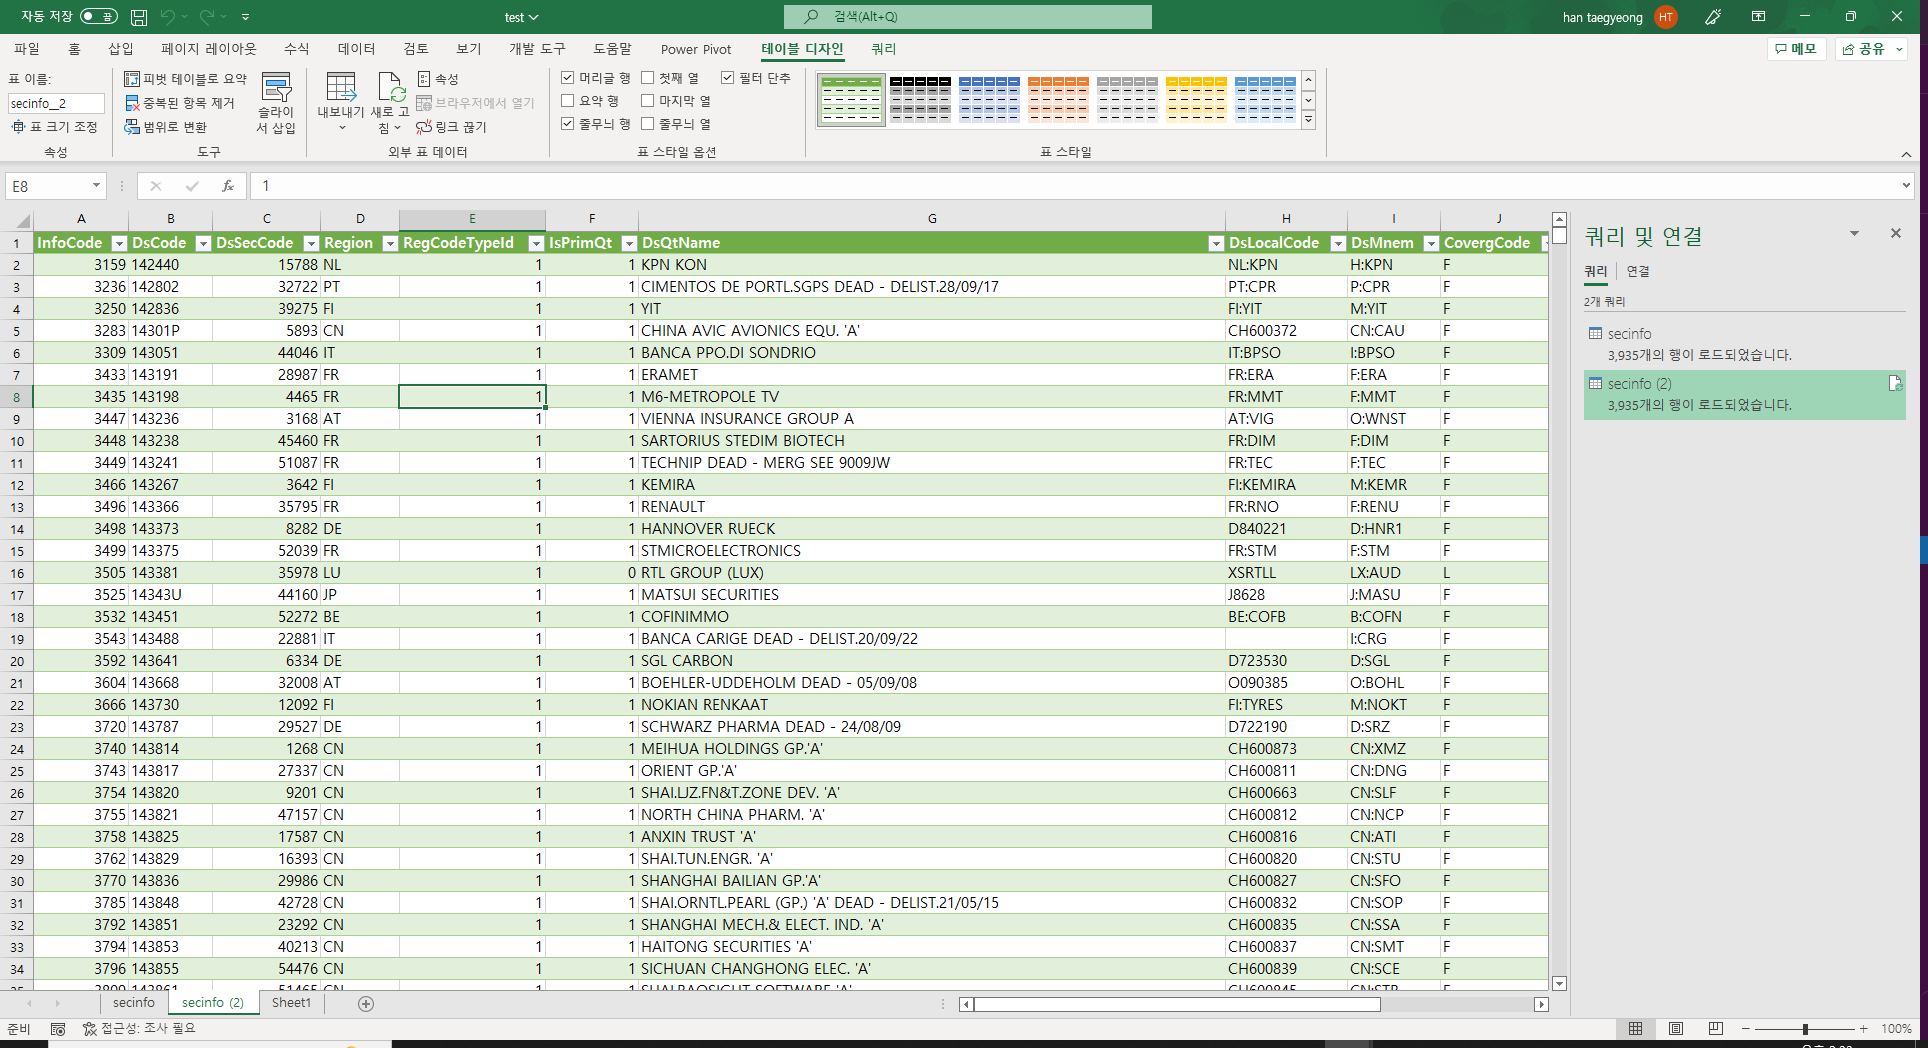 자동 저장 끔 test 검색(Alt+Q) han taegyeong HT
파일 홈 삽입 페이지 레이아웃 수식 데이터 검토 보기 개발 도구 도움말 Power Pivot 테이블 디자인 쿼리 메모 공유
표 이름:
secinfo__2
표 크기 조정
속성
피벗 테이블로 요약
중복된 항목 제거
범위로 변환
슬라이
서 삽입
도구
내보내기 새로 고
침
속성
브라우저에서 열기
링크 끊기
외부 표 데이터
머리글 행 첫째 열 필터 단추
요약 행 마지막 열
줄무늬 행 줄무늬 열
표 스타일 옵션
표 스타일
E8 fx 1
A B C D E F G H I J
1 InfoCode DsCode DsSecCode Region RegCodeTypeId IsPrimQt DsQtName DsLocalCode DsMnem CovergCode
2 3159 142440 15788 NL 1 1 KPN KON NL:KPN H:KPN F
3 3236 142802 32722 PT 1 1 CIMENTOS DE PORTL.SGPS DEAD - DELIST.28/09/17 PT:CPR P:CPR F
4 3250 142836 39275 FI 1 1 YIT FI:YIT M:YIT F
5 3283 14301P 5893 CN 1 1 CHINA AVIC AVIONICS EQU. 'A' CH600372 CN:CAU F
6 3309 143051 44046 IT 1 1 BANCA PPO.DI SONDRIO IT:BPSO I:BPSO F
7 3433 143191 28987 FR 1 1 ERAMET FR:ERA F:ERA F
8 3435 143198 4465 FR 1 1 M6-METROPOLE TV FR:MMT F:MMT F
9 3447 143236 3168 AT 1 1 VIENNA INSURANCE GROUP A AT:VIG O:WNST F
10 3448 143238 45460 FR 1 1 SARTORIUS STEDIM BIOTECH FR:DIM F:DIM F
11 3449 143241 51087 FR 1 1 TECHNIP DEAD - MERG SEE 9009JW FR:TEC F:TEC F
12 3466 143267 3642 FI 1 1 KEMIRA FI:KEMIRA M:KEMR F
13 3496 143366 35795 FR 1 1 RENAULT FR:RNO F:RENU F
14 3498 143373 8282 DE 1 1 HANNOVER RUECK D840221 D:HNR1 F
15 3499 143375 52039 FR 1 1 STMICROELECTRONICS FR:STM F:STM F
16 3505 143381 35978 LU 1 0 RTL GROUP (LUX) XSRTLL LX:AUD L
17 3525 14343U 44160 JP 1 1 MATSUI SECURITIES J8628 J:MASU F
18 3532 143451 52272 BE 1 1 COFINIMMO BE:COFB B:COFN F
19 3543 143488 22881 IT 1 1 BANCA CARIGE DEAD - DELIST.20/09/22 I:CRG F
20 3592 143641 6334 DE 1 1 SGL CARBON D723530 D:SGL F
21 3604 143668 32008 AT 1 1 BOEHLER-UDDEHOLM DEAD - 05/09/08 O090385 O:BOHL F
22 3666 143730 12092 FI 1 1 NOKIAN RENKAAT FI:TYRES M:NOKT F
23 3720 143787 29527 DE 1 1 SCHWARZ PHARMA DEAD - 24/08/09 D722190 D:SRZ F
24 3740 143814 1268 CN 1 1 MEIHUA HOLDINGS GP.'A' CH600873 CN:XMZ F
25 3743 143817 27337 CN 1 1 ORIENT GP.'A' CH600811 CN:DNG F
26 3754 143820 9201 CN 1 1 SHAI.LJZ.FN&T.ZONE DEV. 'A' CH600663 CN:SLF F
27 3755 143821 47157 CN 1 1 NORTH CHINA PHARM. 'A' CH600812 CN:NCP F
28 3758 143825 17587 CN 1 1 ANXIN TRUST 'A' CH600816 CN:ATI F
29 3762 143829 16393 CN 1 1 SHAI.TUN.ENGR. 'A' CH600820 CN:STU F
30 3770 143836 29986 CN 1 1 SHANGHAI BAILIAN GP.'A' CH600827 CN:SFO F
31 3785 143848 42728 CN 1 1 SHAI.ORNTL.PEARL (GP.) 'A' DEAD - DELIST.21/05/15 CH600832 CN:SOP F
32 3792 143851 23292 CN 1 1 SHANGHAI MECH.& ELECT. IND. 'A' CH600835 CN:SSA F
33 3794 143853 40213 CN 1 1 HAITONG SECURITIES 'A' CH600837 CN:SMT F
34 3796 143855 54476 CN 1 1 SICHUAN CHANGHONG ELEC. 'A' CH600839 CN:SCE F
쿼리 및 연결
쿼리 연결
2개 쿼리
secinfo
3,935개의 행이 로드되었습니다.
secinfo (2)
3,935개의 행이 로드되었습니다.
secinfo secinfo (2) Sheet1
준비 접근성: 조사 필요 100%